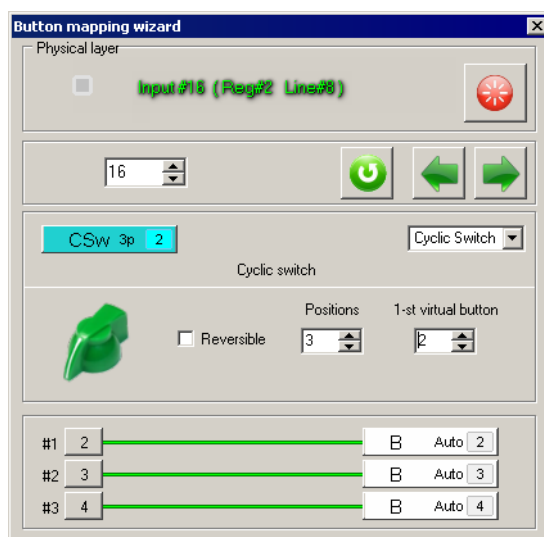 Button mapping wizard
Physical layer
Input#16 (Reg#2 Line#8)
16
CSw 3p 2
Cyclic Switch
Cyclic switch
Positions 1-st virtual button
Reversible 3 2
#1 2 B Auto 2
#2 3 B Auto 3
#3 4 B Auto 4